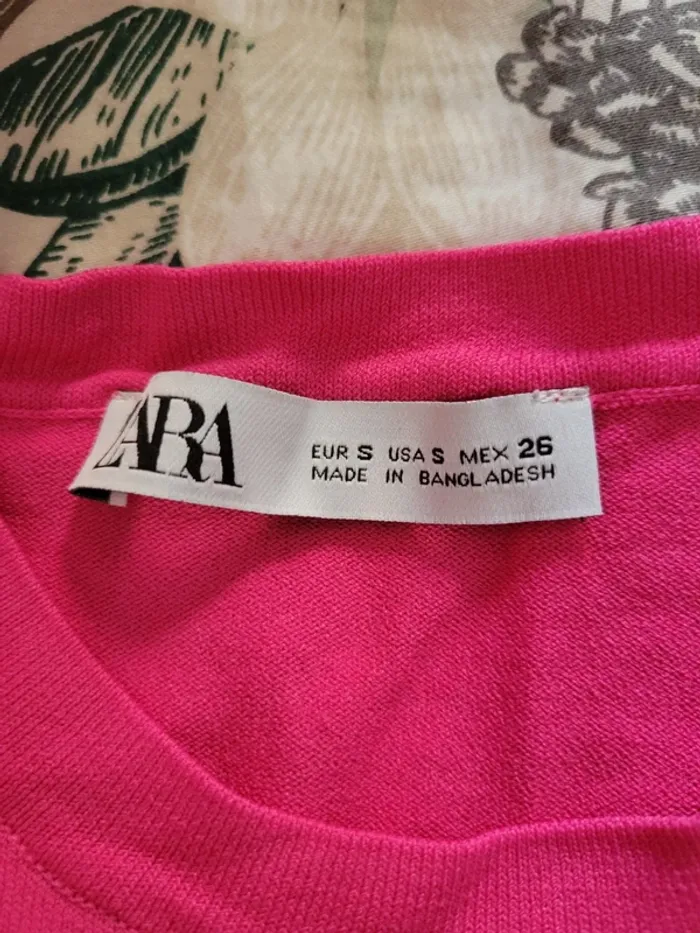 ZARA
EUR S USA S MEX 26
MADE IN BANGLADESH